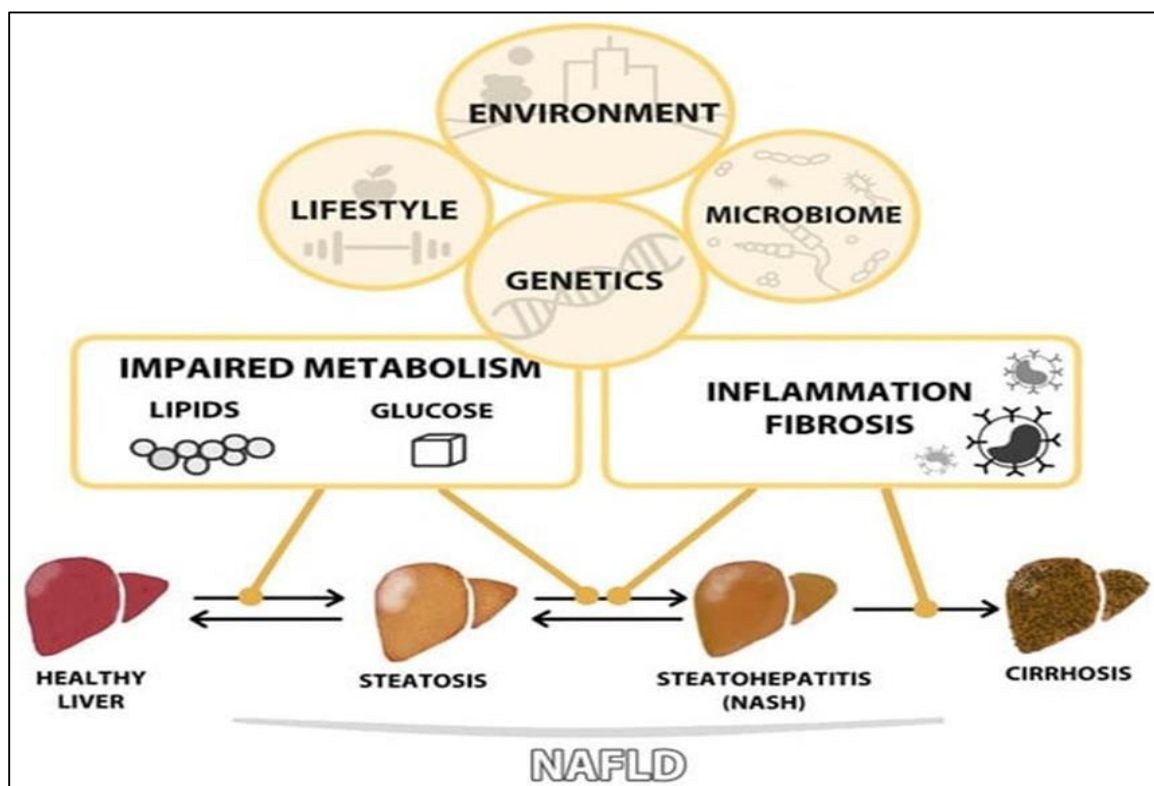 ENVIRONMENT
LIFESTYLE
MICROBIOME
GENETICS
IMPAIRED METABOLISM
LIPIDS
GLUCOSE
INFLAMMATION
FIBROSIS
HEALTHY
LIVER
STEATOSIS
STEATOHEPATITIS
(NASH)
CIRRHOSIS
NAFLD